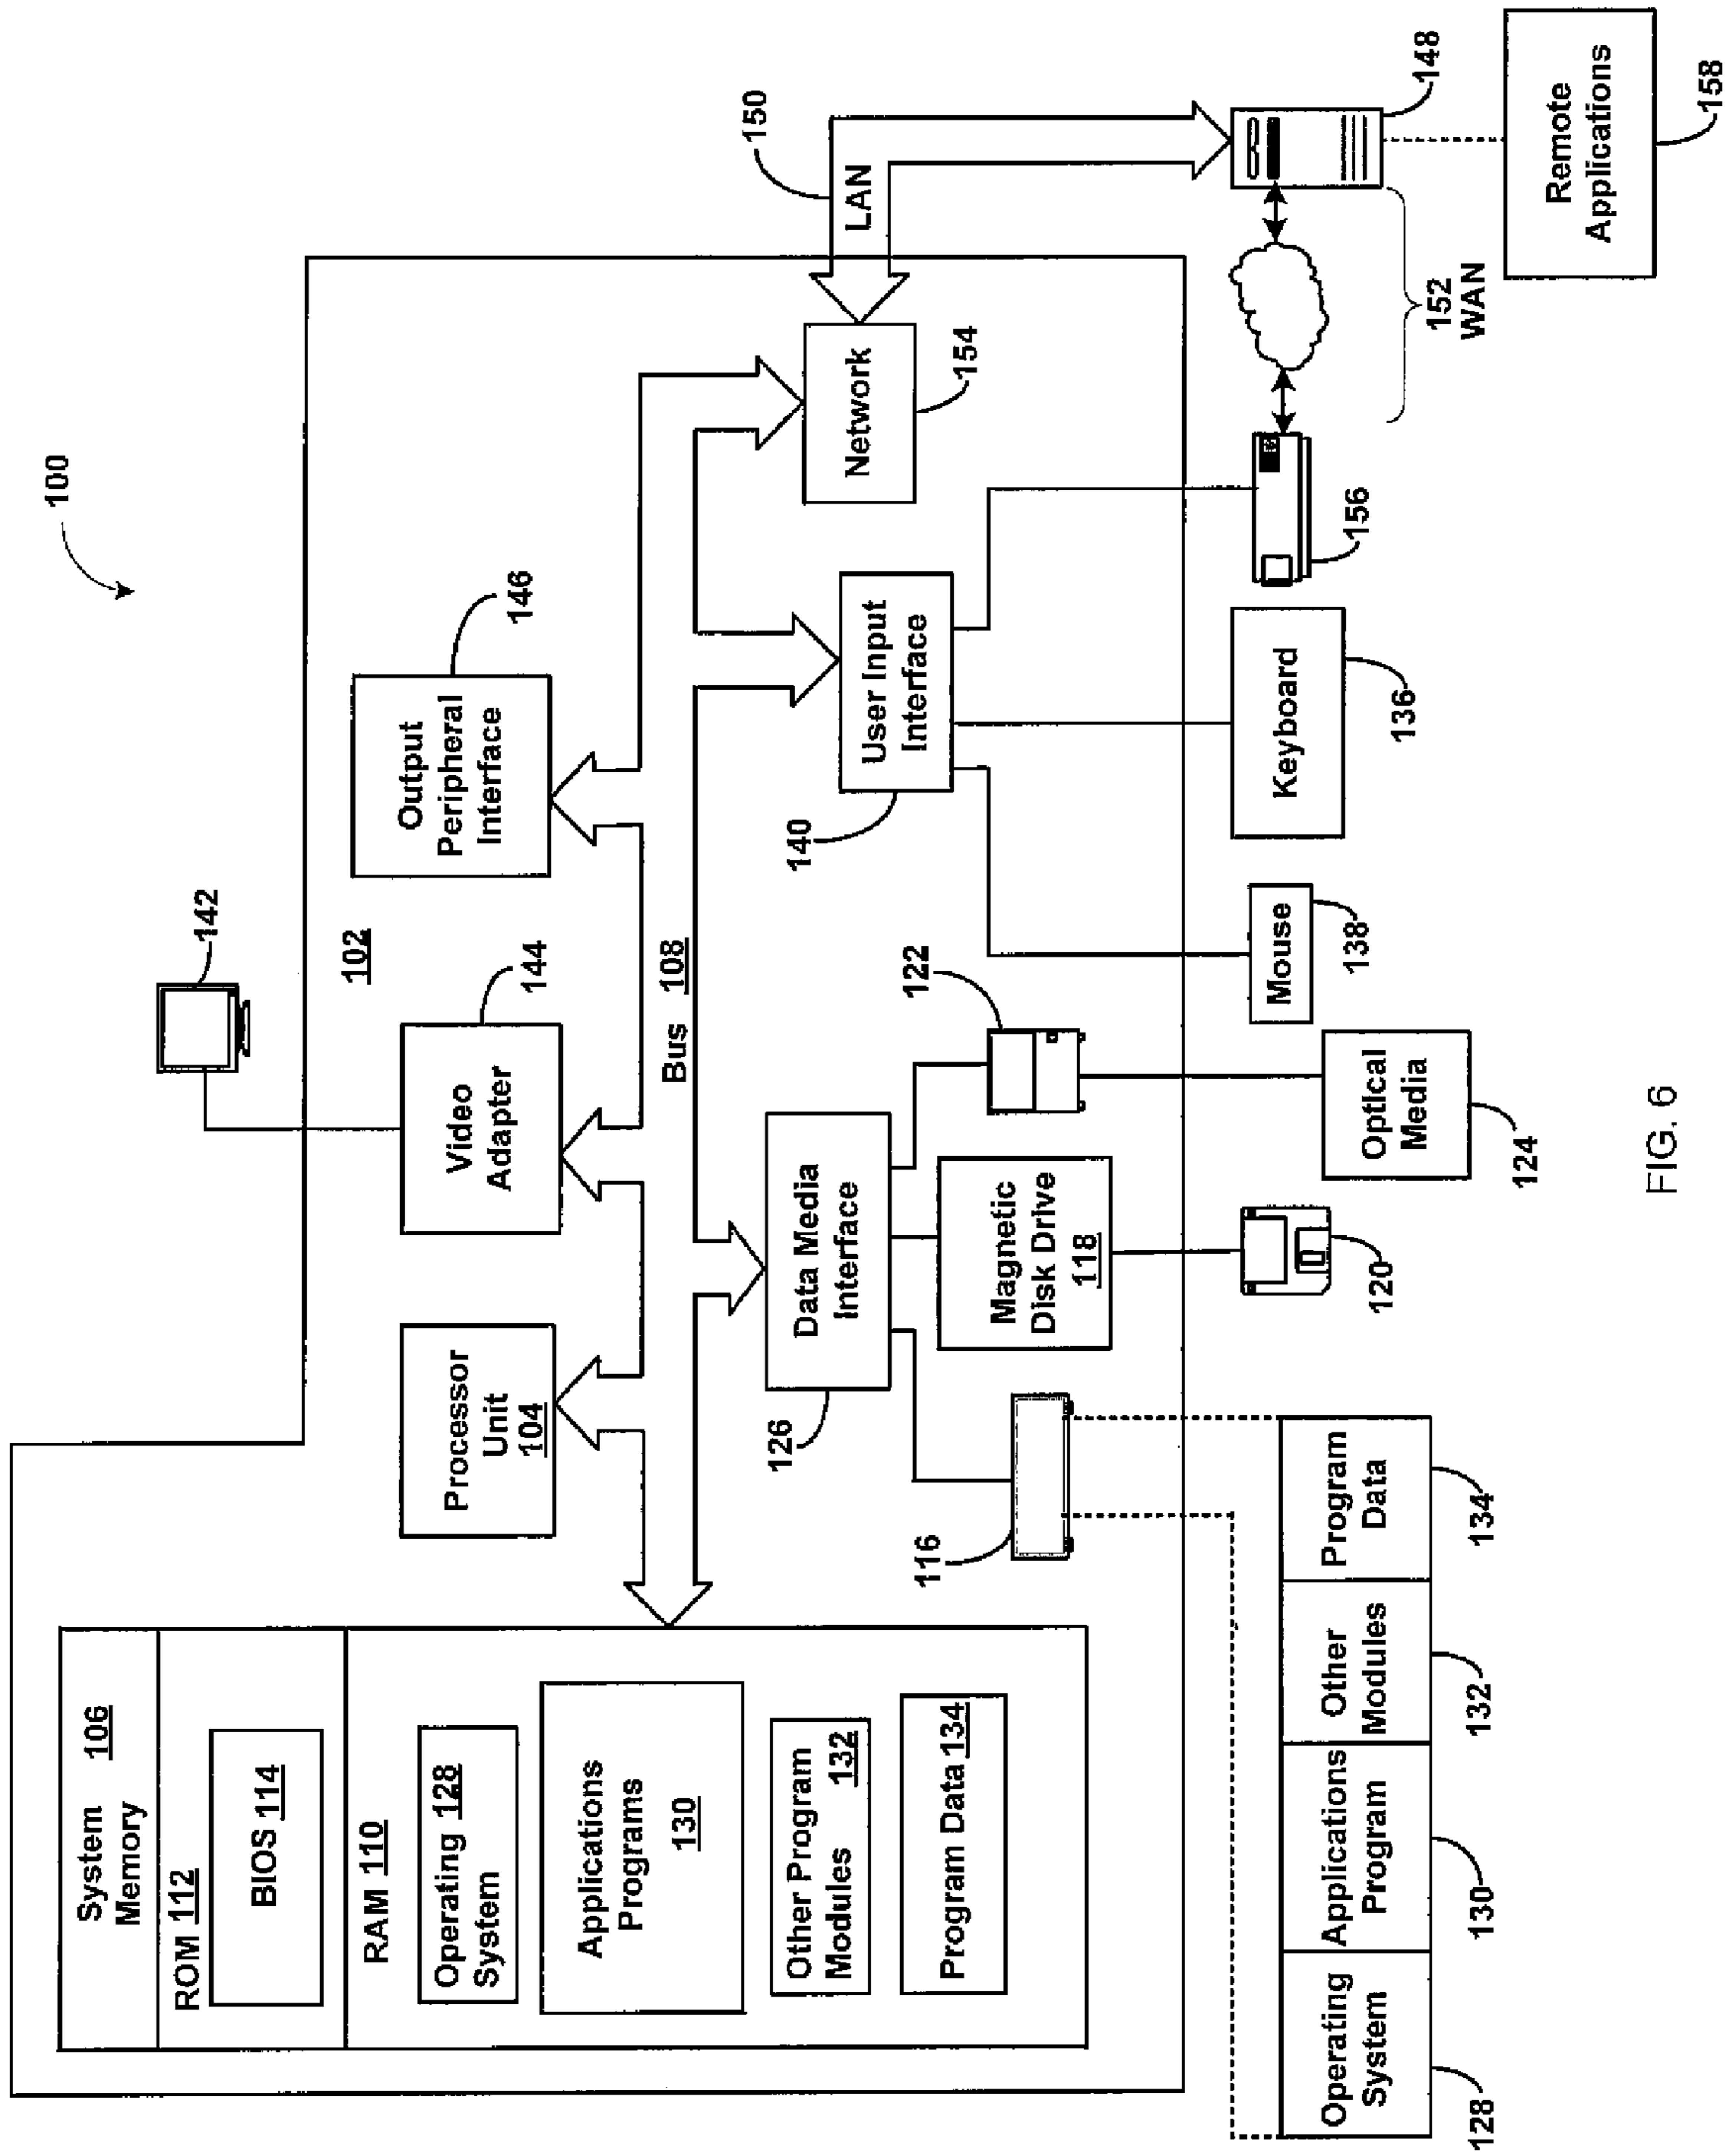 100
142
System
Memory
106
ROM 112
BIOS 114
RAM 110
Operating 128
System
Applications
Programs
130
Other Program
Modules 132
Program Data 134
Processor
Unit
104
Video
Adapter
144
102
Output
Peripheral
Interface
146
Bus 108
Data Media
Interface
126
User Input
Interface
140
Network
154
LAN
150
116
Magnetic
Disk Drive
118
122
120
Optical
Media
124
Mouse
138
Keyboard
136
156
152
WAN
148
Remote
Applications
158
Operating
System
128
Applications
Program
130
Other
Modules
132
Program
Data
134
FIG. 6